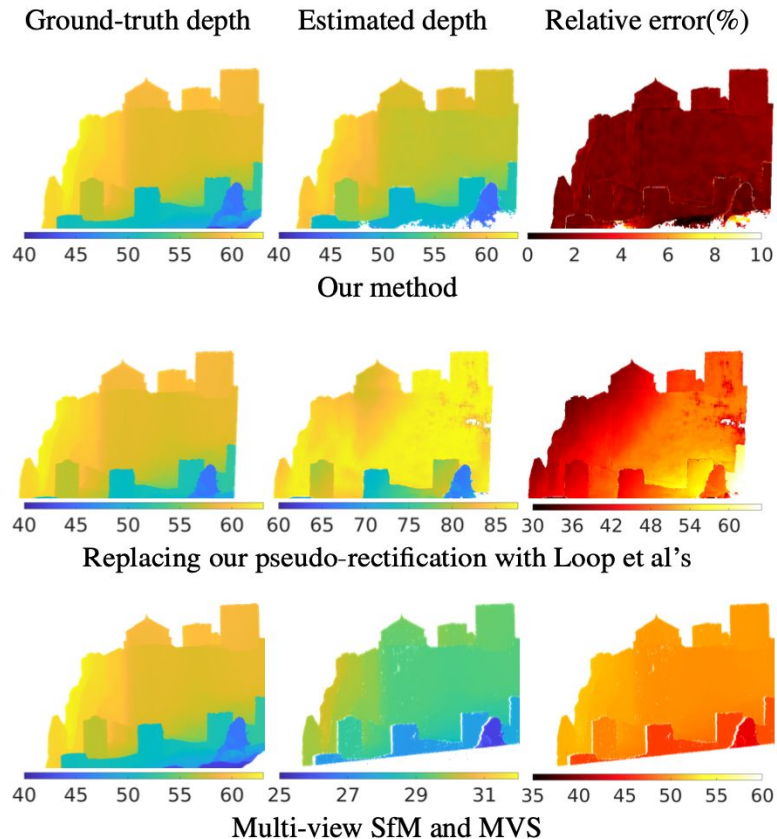 Ground-truth depth Estimated depth Relative error(%)
40 45 50 55 60 40 45 50 55 60 0 2 4 6 8 10
Our method
40 45 50 55 60 60 65 70 75 80 85 30 36 42 48 54 60
Replacing our pseudo-rectification with Loop et al's
40 45 50 55 60 25 27 29 31 35 40 45 50 55 60
Multi-view SfM and MVS